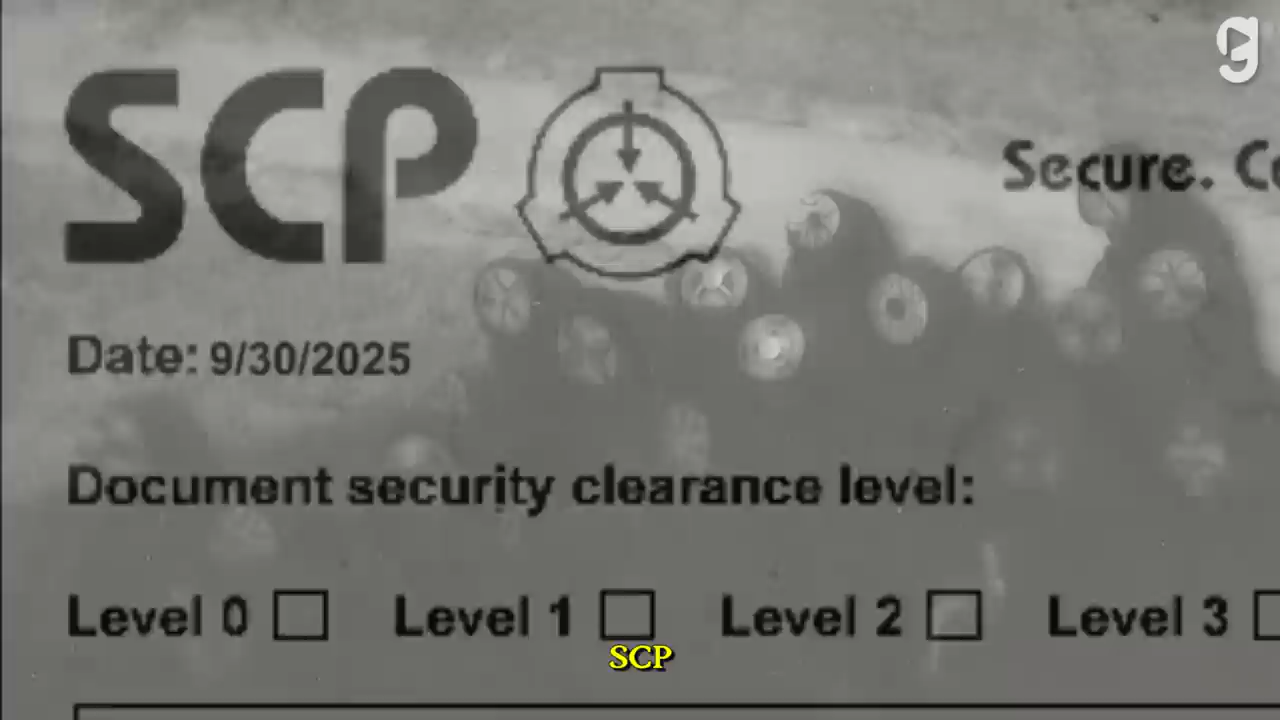 SCP
Secure. Co
Date: 9/30/2025
Document security clearance level:
Level 0 Level 1 Level 2 Level 3
SCP
g